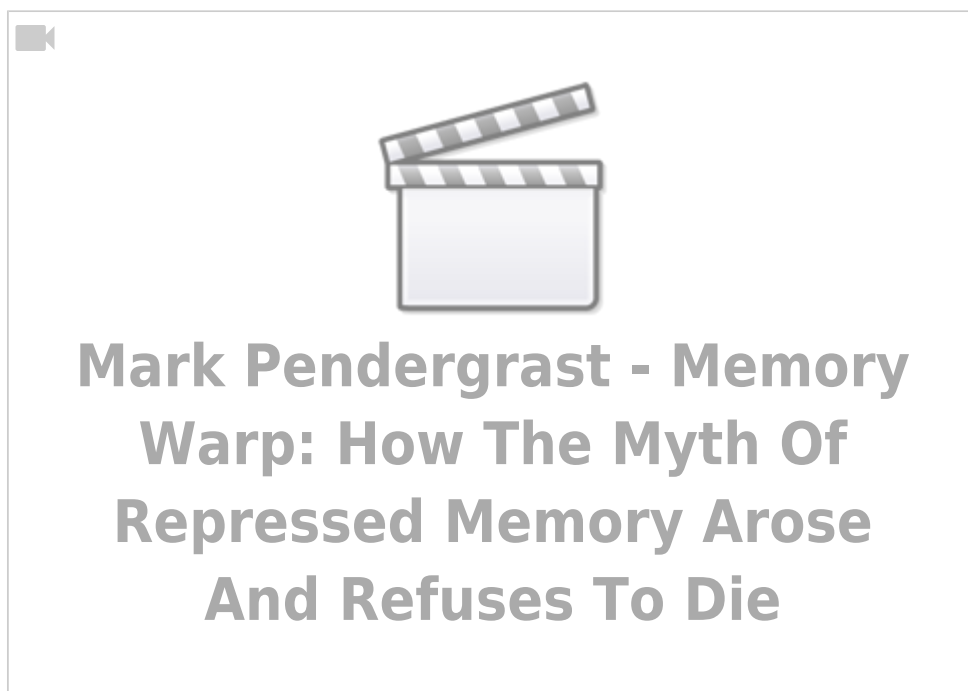 Mark Pendergrast - Memory
Warp: How The Myth Of
Repressed Memory Arose
And Refuses To Die